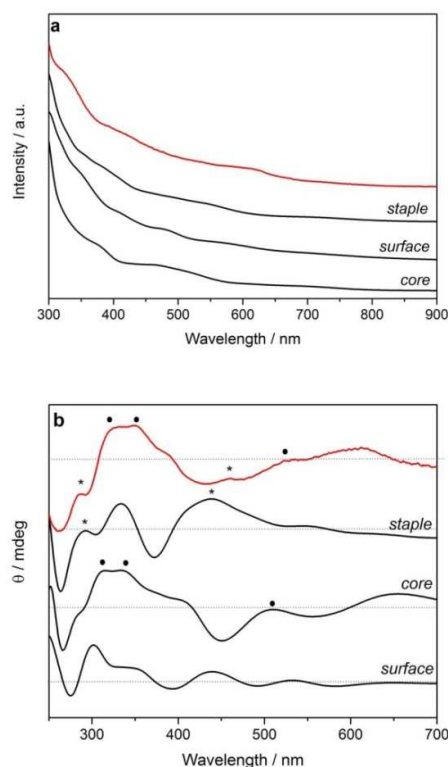 a
Intensity / a.u.
staple
surface
core
300 400 500 600 700 800 900
Wavelength / nm
b
θ / mdeg
* * * *
staple
core
surface
300 400 500 600 700
Wavelength / nm